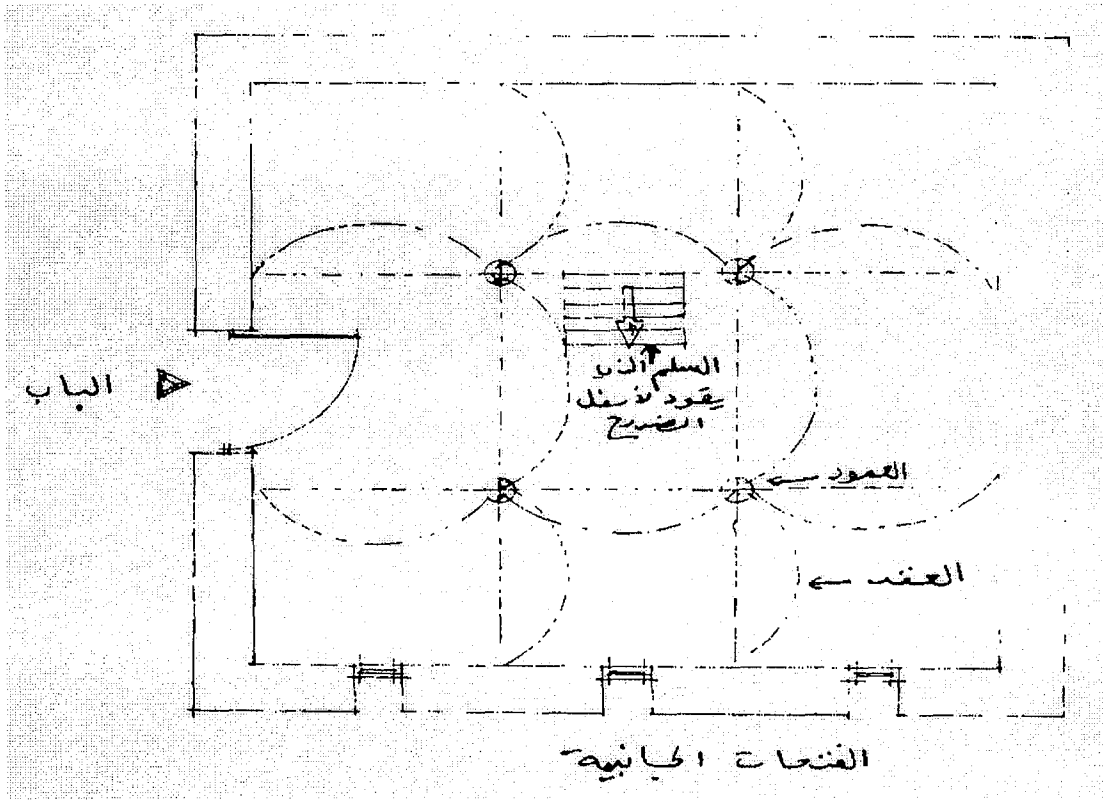 السلم الذي
يقود لأسفل
الضريح
الباب
العمود
العقد
الفتحات الجانبية